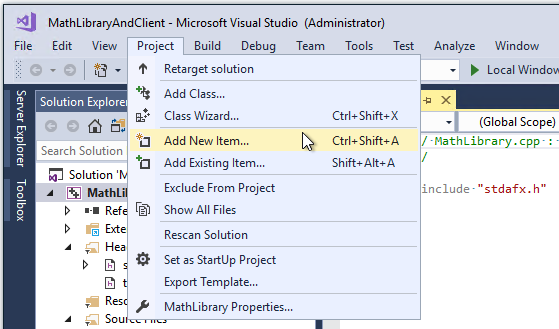 MathLibraryAndClient - Microsoft Visual Studio (Administrator)
File Edit View Project Build Debug Team Tools Test Analyze Window
Local Window
Server Explorer
Toolbox
Solution Explorer
Search Solution
Solution 'M
MathLib
Refe
Exte
Head
s
t
Resou
Source Files
Retarget solution
Add Class...
Class Wizard... Ctrl+Shift+X
Add New Item... Ctrl+Shift+A
Add Existing Item... Shift+Alt+A
Exclude From Project
Show All Files
Rescan Solution
Set as StartUp Project
Export Template...
MathLibrary Properties...
(Global Scope)
/ MathLibrary.cpp :
/
include "stdafx.h"